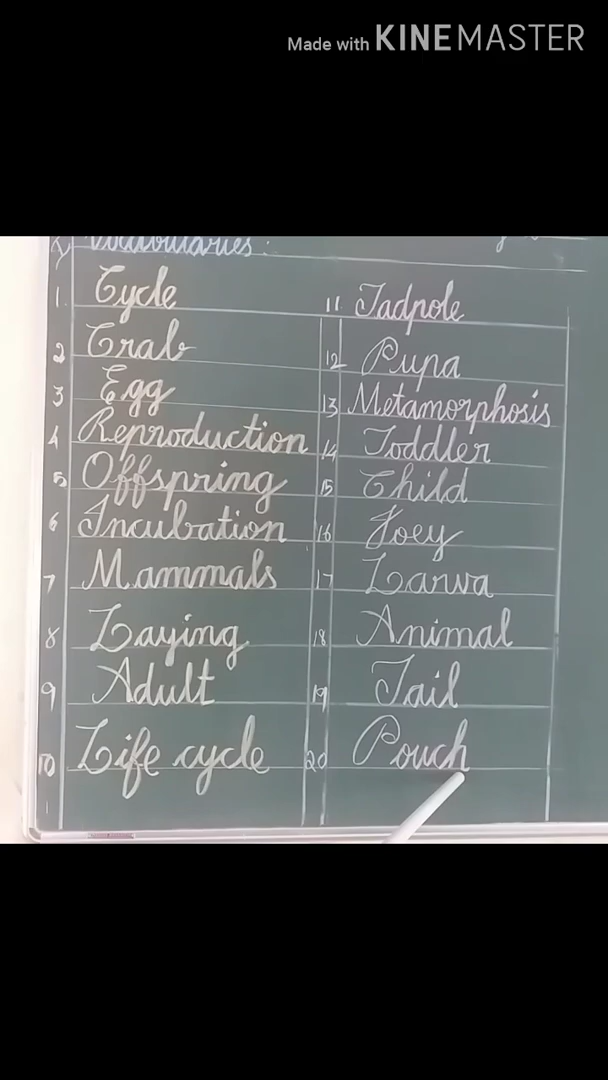 Made with KINEMASTER
Vocabularies:
1. Cycle
2 Crab
3 Egg
4 Reproduction
5 Offspring
6 Incubation
7 Mammals
8 Laying
9 Adult
10 Life cycle
11 Tadpole
12 Pupa
13 Metamorphosis
14 Toddler
15 Child
16 Joey
17 Larva
18 Animal
19 Tail
20 Pouch